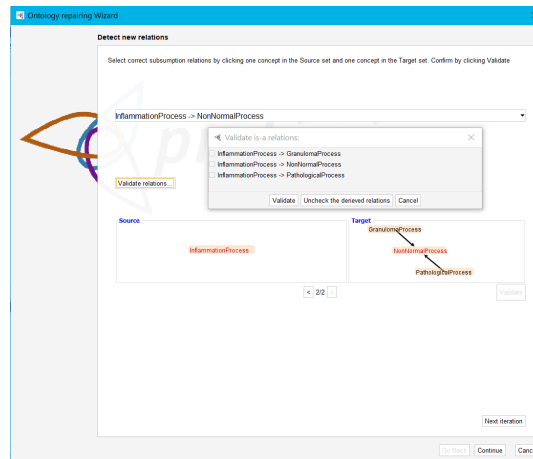 Ontology repairing Wizard
Detect new relations
Select correct subsumption relations by clicking one concept in the Source set and one concept in the Target set. Confirm by clicking Validate
InflammationProcess -> NonNormalProcess
Validate is-a relations:
InflammationProcess -> GranulomaProcess
InflammationProcess -> NonNormalProcess
InflammationProcess -> PathologicalProcess
Validate relations...
Validate Uncheck the derieved relations Cancel
Source Target
GranulomaProcess
InflammationProcess NonNormalProcess
PathologicalProcess
< 2/2 >
Validate
Next iteration
Go Back Continue Canc